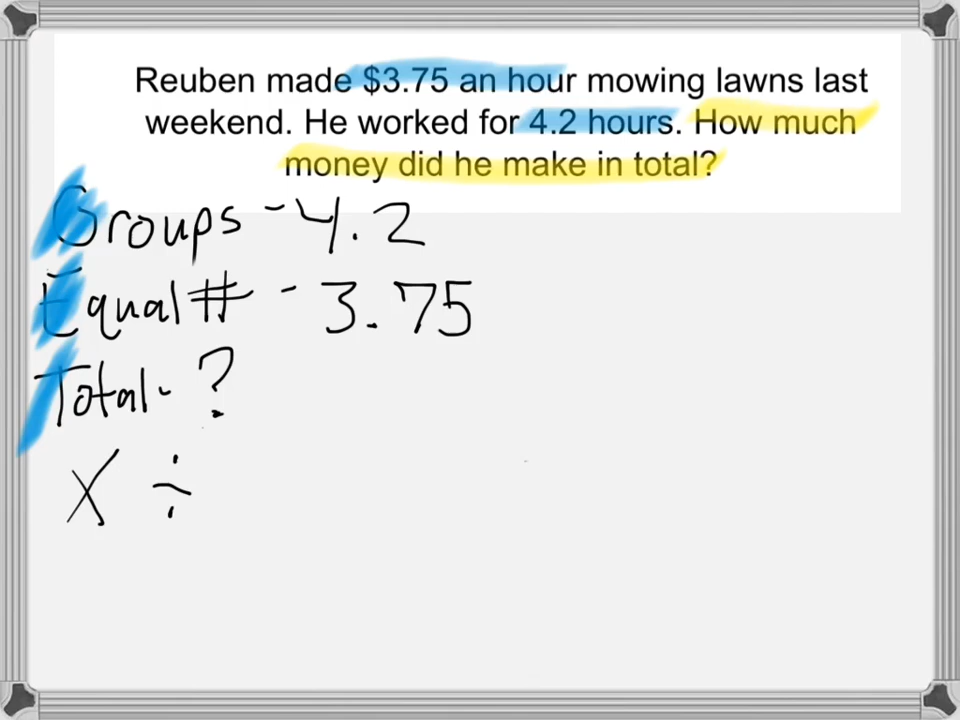 Reuben made $3.75 an hour mowing lawns last
weekend. He worked for 4.2 hours. How much
money did he make in total?
Groups - 4.2
Equal # - 3.75
Total - ?
X ÷